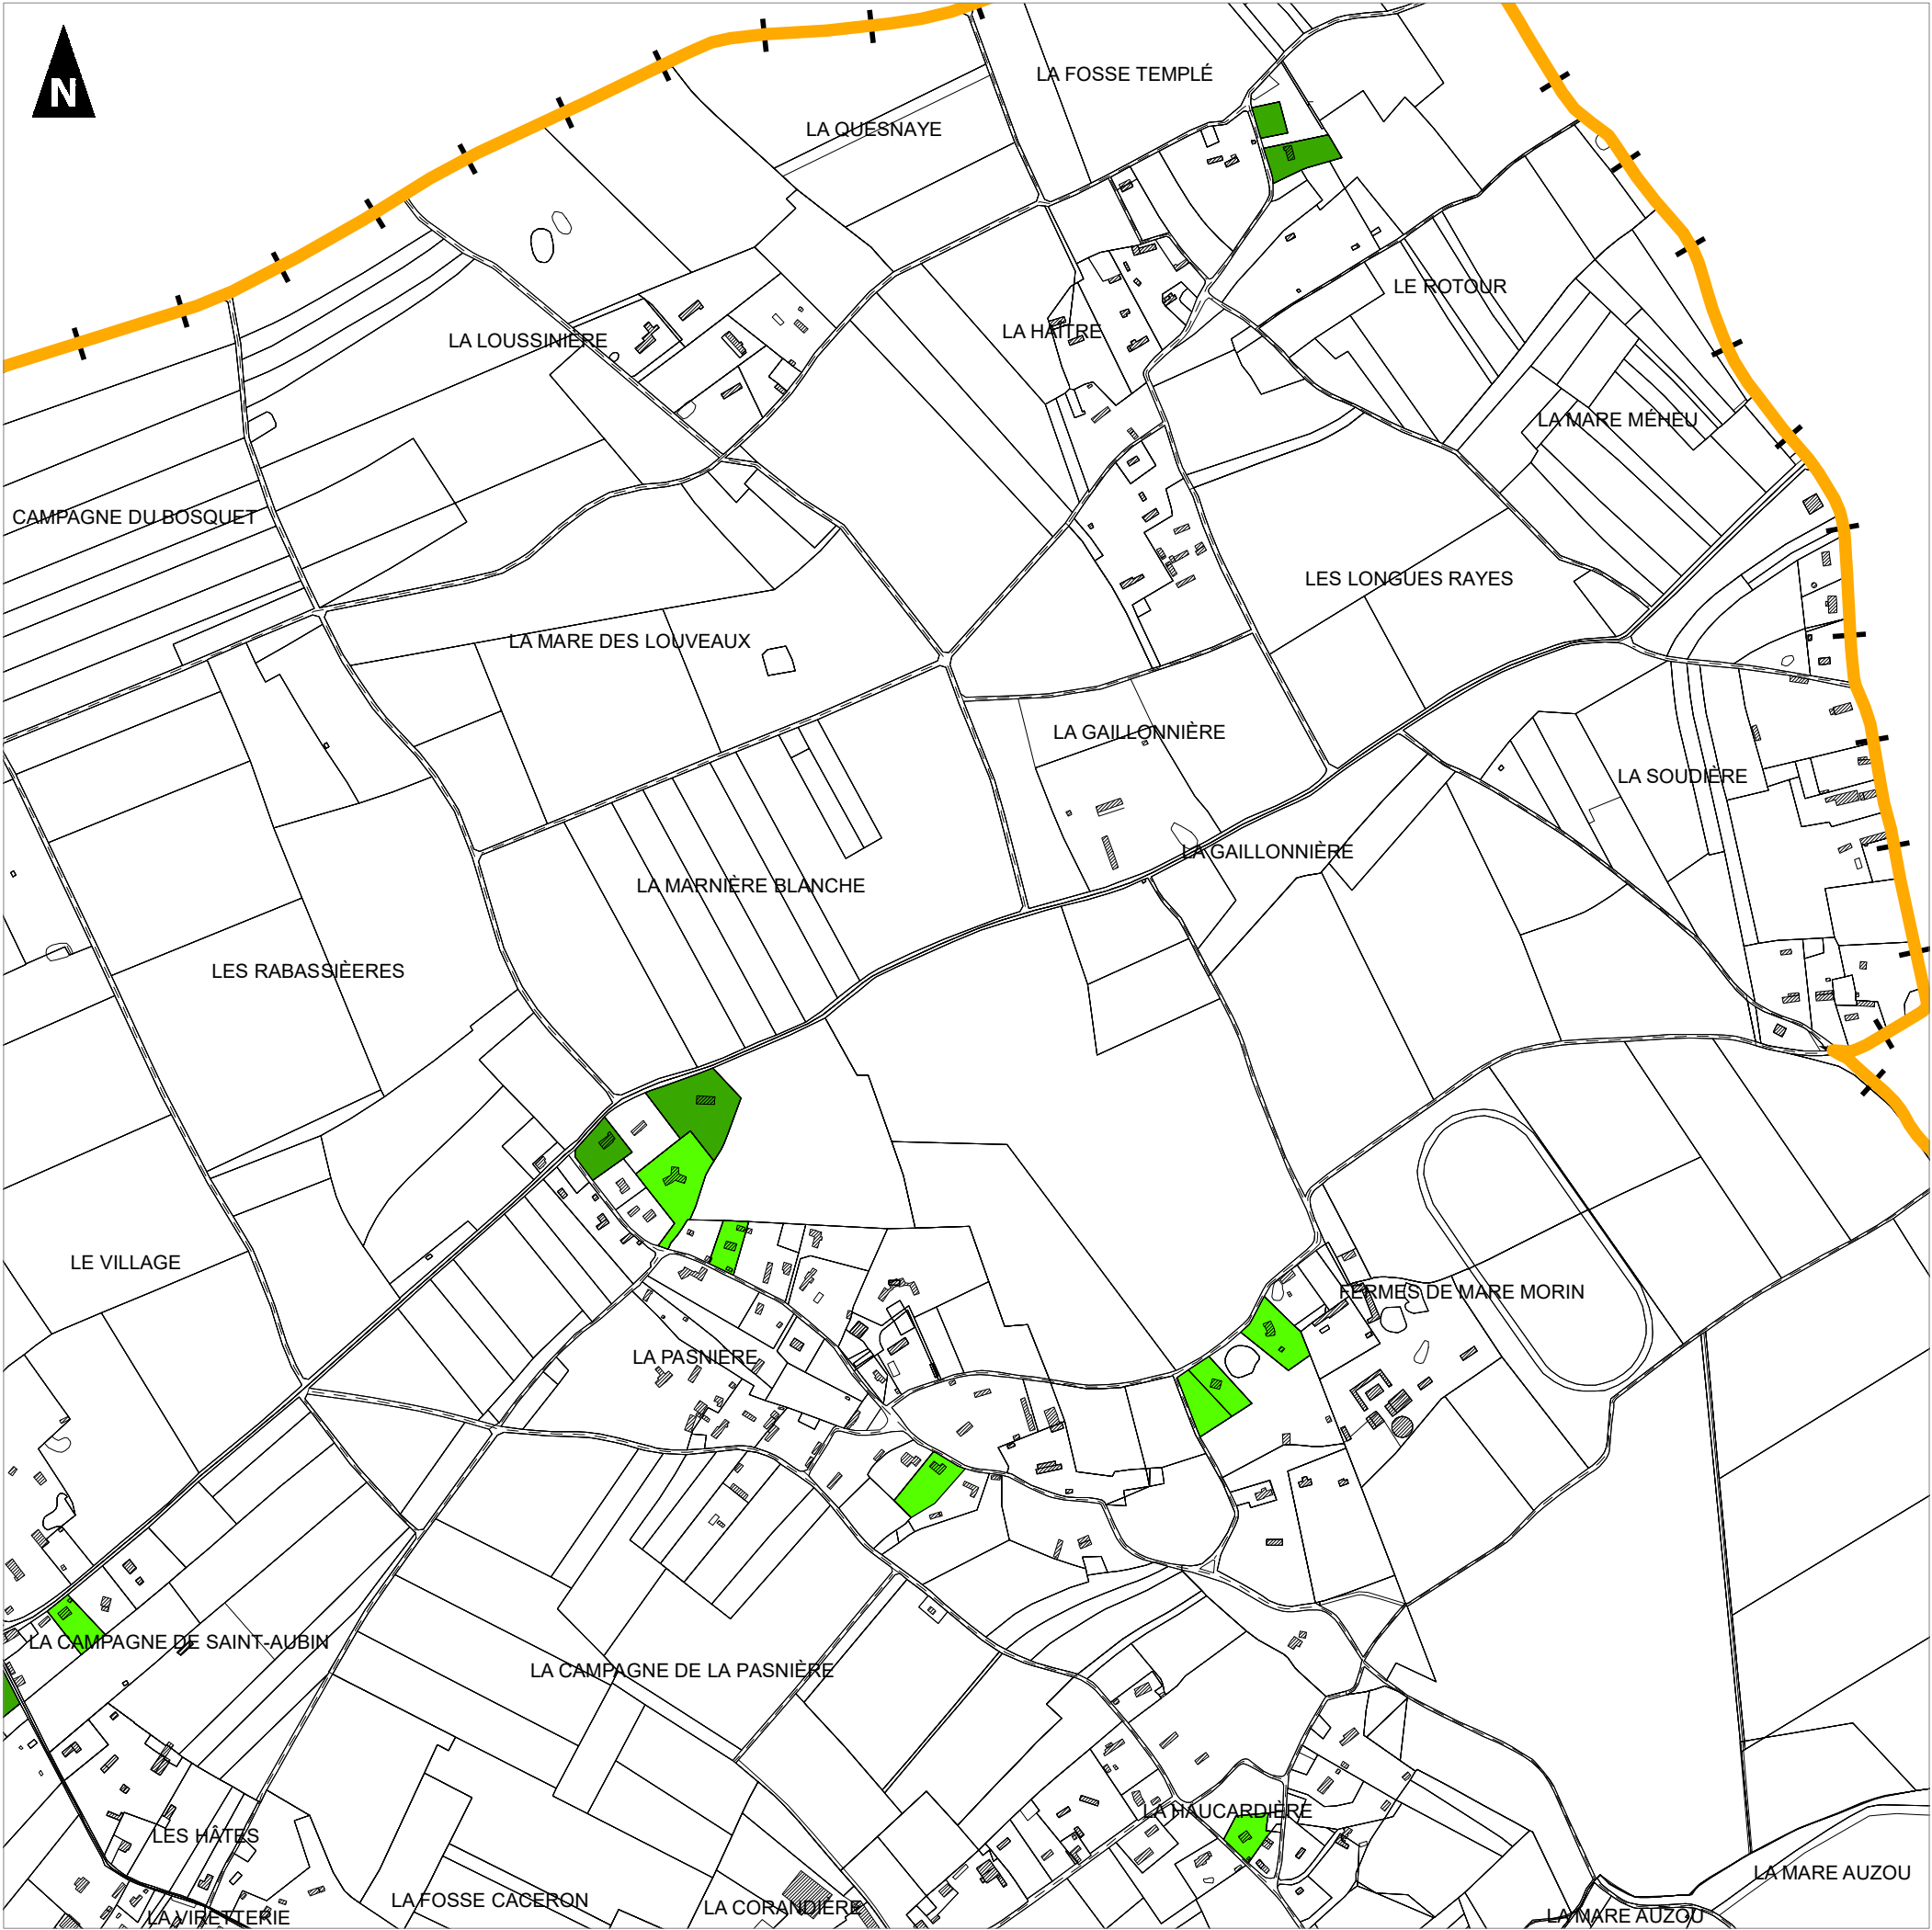 N
LA FOSSE TEMPLÉ
LA QUESNAYE
LE ROTOUR
LA HAÎTRE
LA LOUSSINIÈRE
LA MARE MÉHEU
CAMPAGNE DU BOSQUET
LES LONGUES RAYES
LA MARE DES LOUVEAUX
LA GAILLONNIÈRE
LA SOUDIÈRE
LA GAILLONNIÈRE
LA MARNIÈRE BLANCHE
LES RABASSIÈERES
LE VILLAGE
FERMES DE MARE MORIN
LA PASNIÈRE
LA CAMPAGNE DE SAINT-AUBIN
LA CAMPAGNE DE LA PASNIÈRE
LA HAUCARDIÈRE
LES HÂTES
LA MARE AUZOU
LA FOSSE CACERON
LA CORANDIÈRE
LA VIRETTERIE
LA MARE AUZOU